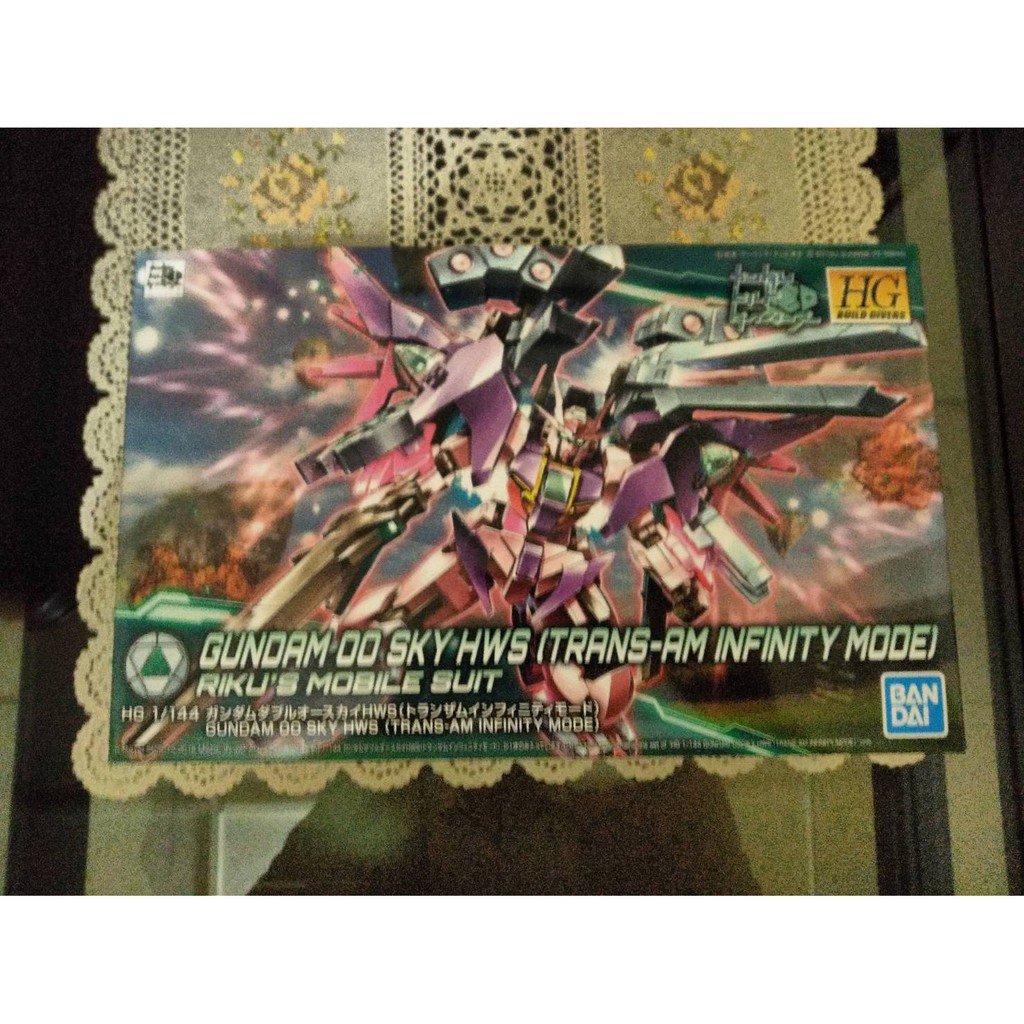 HG
BUILD DIVERS
GUNDAM 00 SKY HWS (TRANS-AM INFINITY MODE)
RIKU'S MOBILE SUIT
HG 1/144 ガンダムダブルオースカイHWS(トランザムインフィニティモード)
GUNDAM 00 SKY HWS (TRANS-AM INFINITY MODE)
BAN
DAI